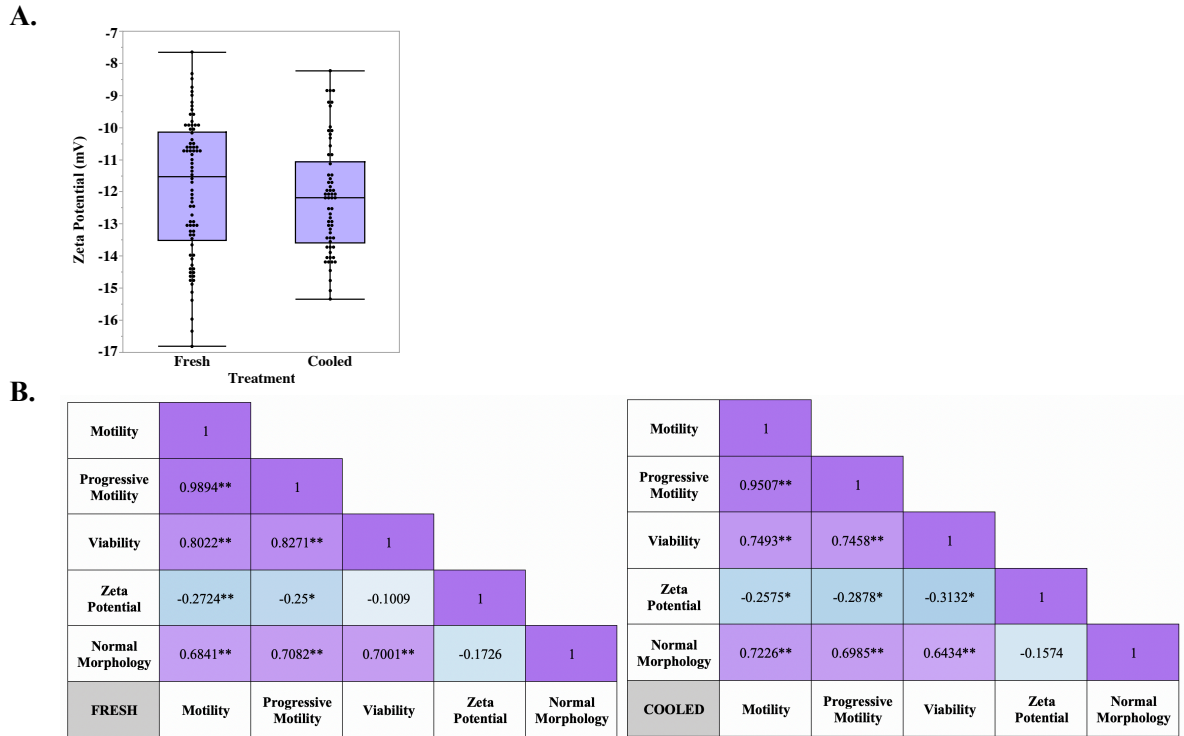 A.
Zeta Potential (mV)
-7
-8
-9
-10
-11
-12
-13
-14
-15
-16
-17
Fresh Cooled
Treatment
B.
Motility 1
Progressive
Motility 0.9894** 1
Viability 0.8022** 0.8271** 1
Zeta
Potential -0.2724** -0.25* -0.1009 1
Normal
Morphology 0.6841** 0.7082** 0.7001** -0.1726 1
FRESH Motility Progressive
Motility Viability Zeta
Potential Normal
Morphology
Motility 1
Progressive
Motility 0.9507** 1
Viability 0.7493** 0.7458** 1
Zeta
Potential -0.2575* -0.2878* -0.3132* 1
Normal
Morphology 0.7226** 0.6985** 0.6434** -0.1574 1
COOLED Motility Progressive
Motility Viability Zeta
Potential Normal
Morphology